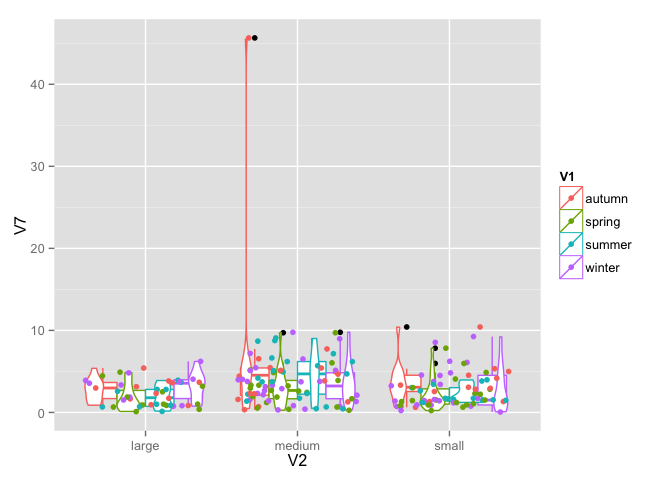 40
30
20
10
0
V7
large
medium
small
V2
V1
autumn
spring
summer
winter